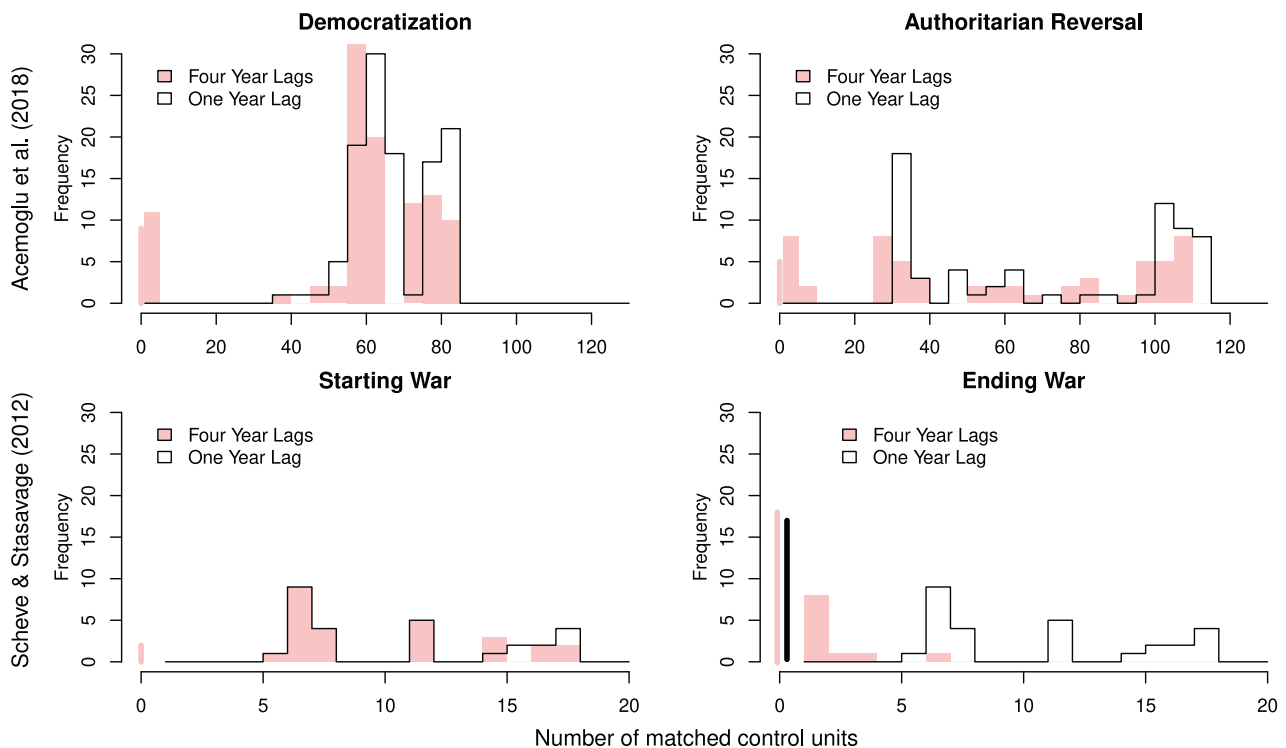 Democratization
Authoritarian Reversal
Acemoglu et al. (2018)
Frequency
0 5 10 15 20 25 30
Four Year Lags
One Year Lag
0 20 40 60 80 100 120
Frequency
0 5 10 15 20 25 30
Four Year Lags
One Year Lag
0 20 40 60 80 100 120
Starting War
Ending War
Scheve & Stasavage (2012)
Frequency
0 5 10 15 20 25 30
Four Year Lags
One Year Lag
0 5 10 15 20
Frequency
0 5 10 15 20 25 30
Four Year Lags
One Year Lag
0 5 10 15 20
Number of matched control units